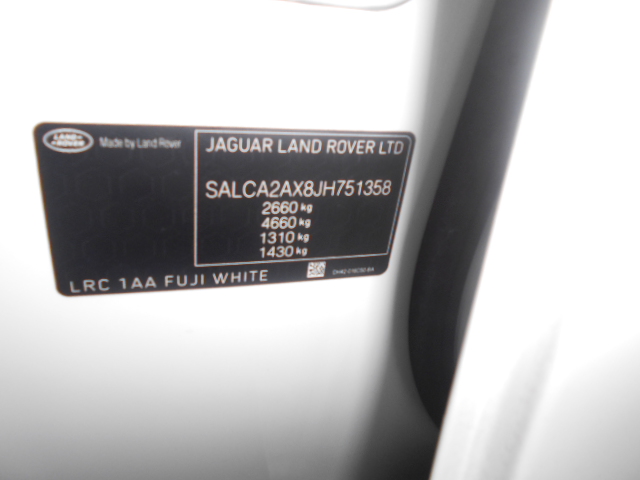 LAND ROVER
Made by Land Rover
JAGUAR LAND ROVER LTD
SALCA2AX8JH751358
2660 kg
4660 kg
1310 kg
1430 kg
LRC 1AA FUJI WHITE